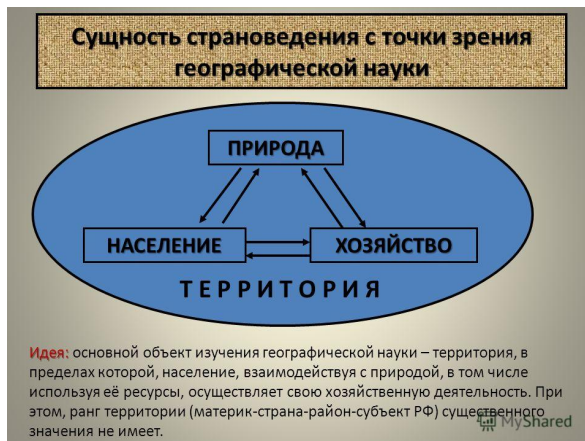 Сущность страноведения с точки зрения
географической науки
ПРИРОДА
НАСЕЛЕНИЕ
ХОЗЯЙСТВО
ТЕРРИТОРИЯ
Идея: основной объект изучения географической науки – территория, в
пределах которой, население, взаимодействуя с природой, в том числе
используя её ресурсы, осуществляет свою хозяйственную деятельность. При
этом, ранг территории (материк-страна-район-субъект РФ) существенного
значения не имеет.
MyShared